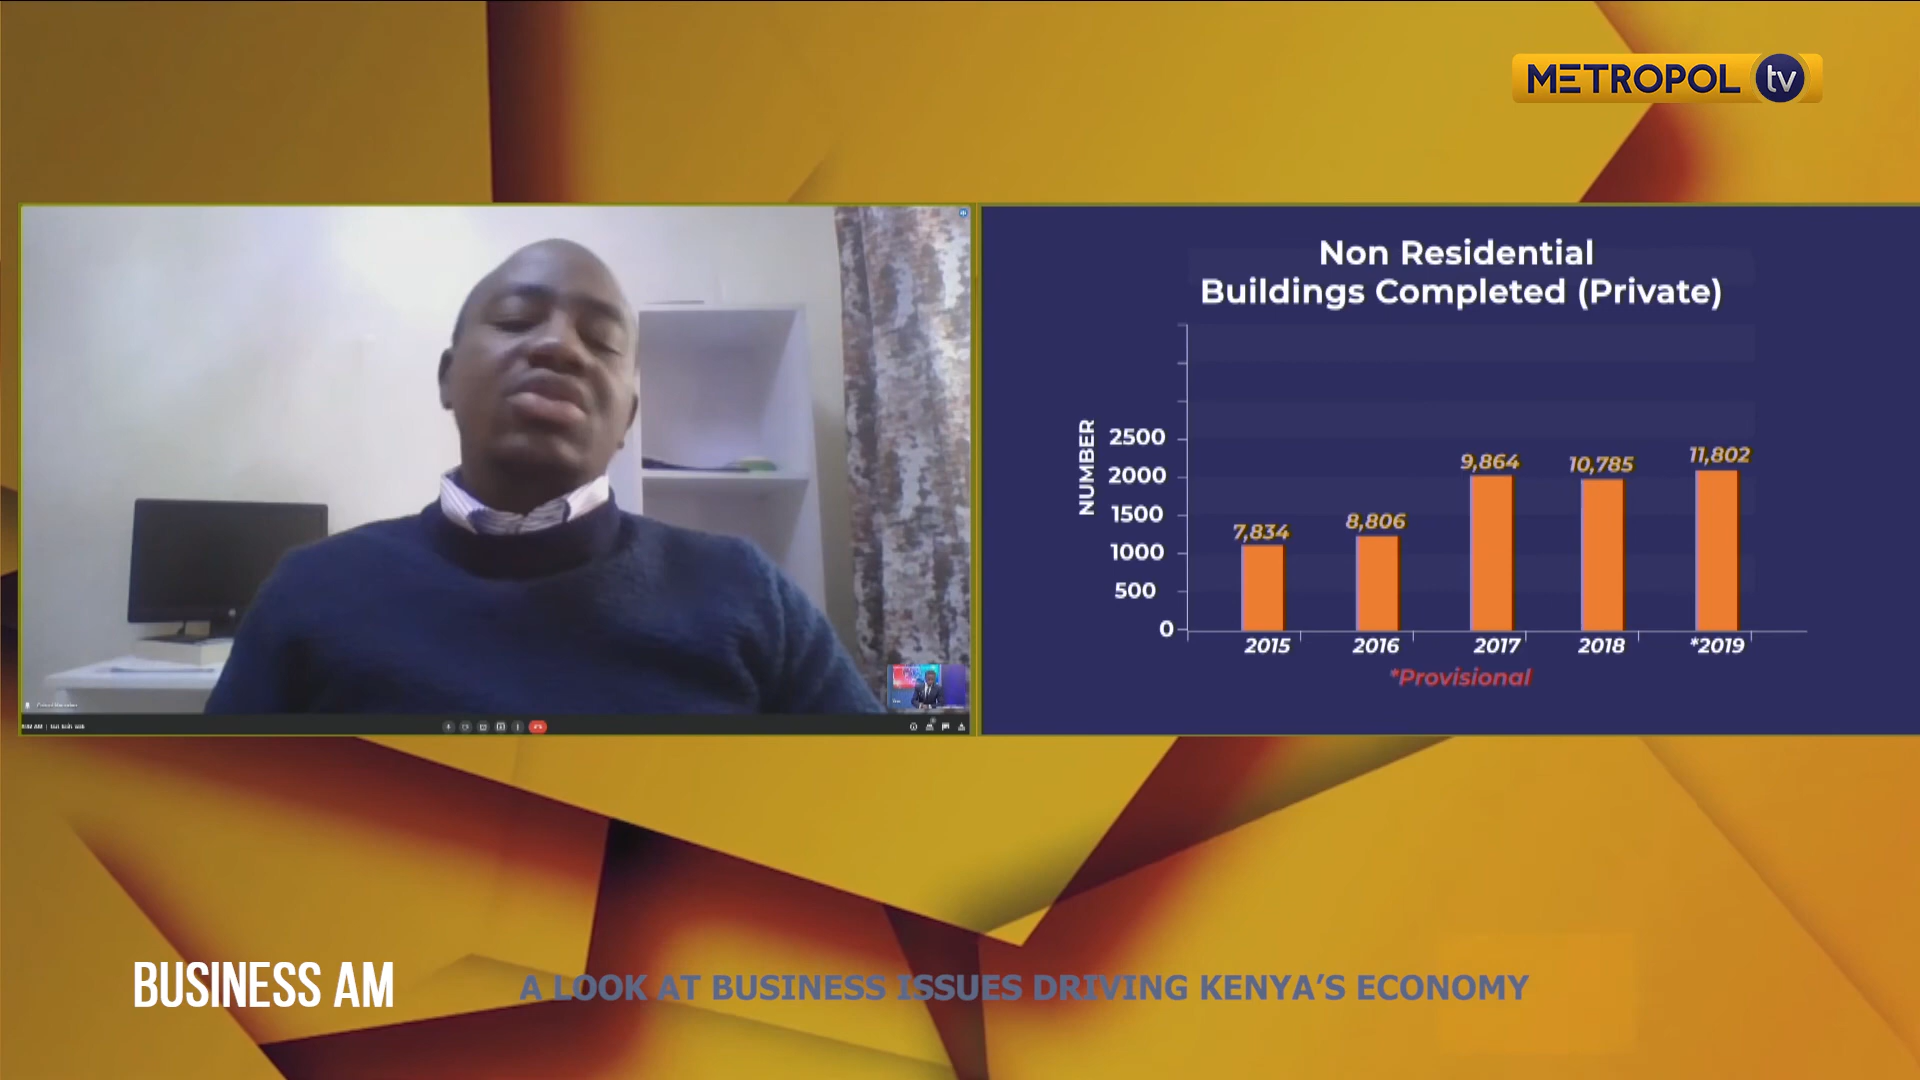 METROPOL tv
Non Residential
Buildings Completed (Private)
NUMBER
2500
2000
1500
1000
500
0
7,834
8,806
9,864
10,785
11,802
2015
2016
2017
2018
*2019
*Provisional
BUSINESS AM
A LOOK AT BUSINESS ISSUES DRIVING KENYA'S ECONOMY